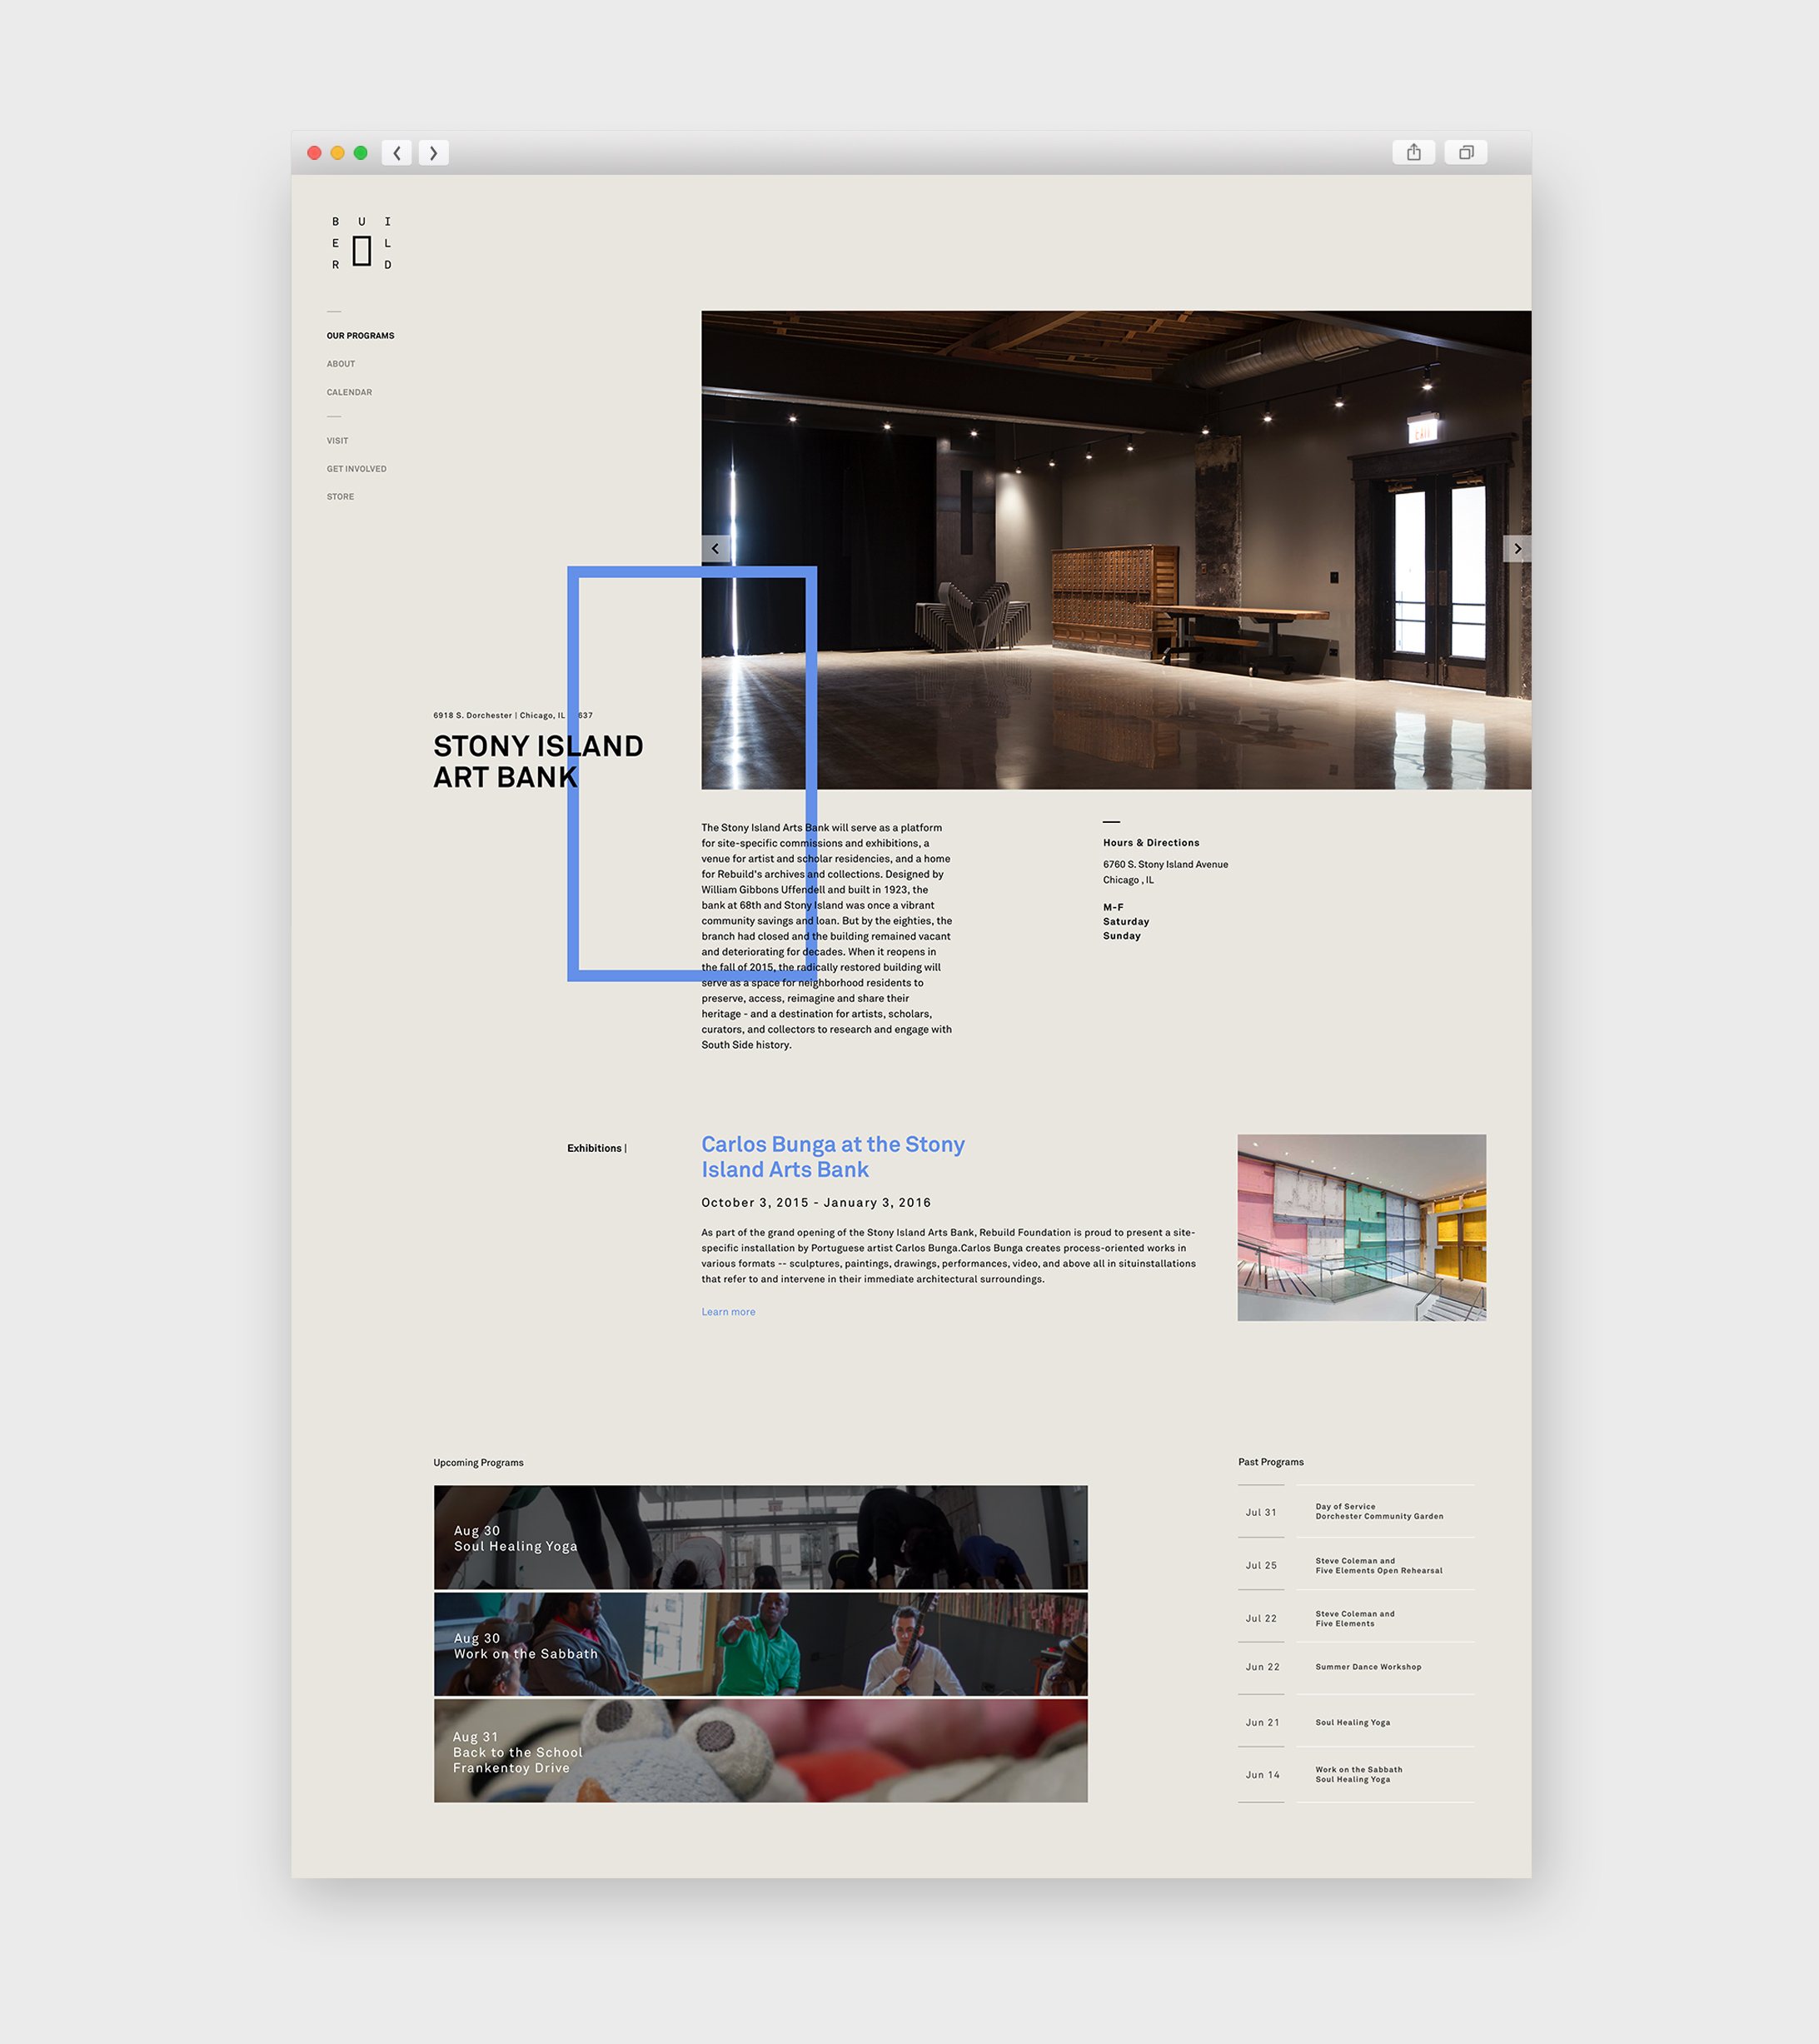 B U I
E L
R D
OUR PROGRAMS
ABOUT
CALENDAR
VISIT
GET INVOLVED
STORE
EXIT
6918 S. Dorchester | Chicago, IL 637
STONY ISLAND
ART BANK
The Stony Island Arts Bank will serve as a platform
for site-specific commissions and exhibitions, a
venue for artist and scholar residencies, and a home
for Rebuild's archives and collections. Designed by
William Gibbons Uffendell and built in 1923, the
bank at 68th and Stony Island was once a vibrant
community savings and loan. But by the eighties, the
branch had closed and the building remained vacant
and deteriorating for decades. When it reopens in
the fall of 2015, the radically restored building will
serve as a space for neighborhood residents to
preserve, access, reimagine and share their
heritage - and a destination for artists, scholars,
curators, and collectors to research and engage with
South Side history.
Hours & Directions
6760 S. Stony Island Avenue
Chicago , IL
M-F
Saturday
Sunday
Exhibitions |
Carlos Bunga at the Stony
Island Arts Bank
October 3, 2015 - January 3, 2016
As part of the grand opening of the Stony Island Arts Bank, Rebuild Foundation is proud to present a site-
specific installation by Portuguese artist Carlos Bunga.Carlos Bunga creates process-oriented works in
various formats -- sculptures, paintings, drawings, performances, video, and above all in situinstallations
that refer to and intervene in their immediate architectural surroundings.
Learn more
Upcoming Programs
Aug 30
Soul Healing Yoga
Aug 30
Work on the Sabbath
Aug 31
Back to the School
Frankentoy Drive
Past Programs
Jul 31
Day of Service
Dorchester Community Garden
Jul 25
Steve Coleman and
Five Elements Open Rehearsal
Jul 22
Steve Coleman and
Five Elements
Jun 22
Summer Dance Workshop
Jun 21
Soul Healing Yoga
Jun 14
Work on the Sabbath
Soul Healing Yoga